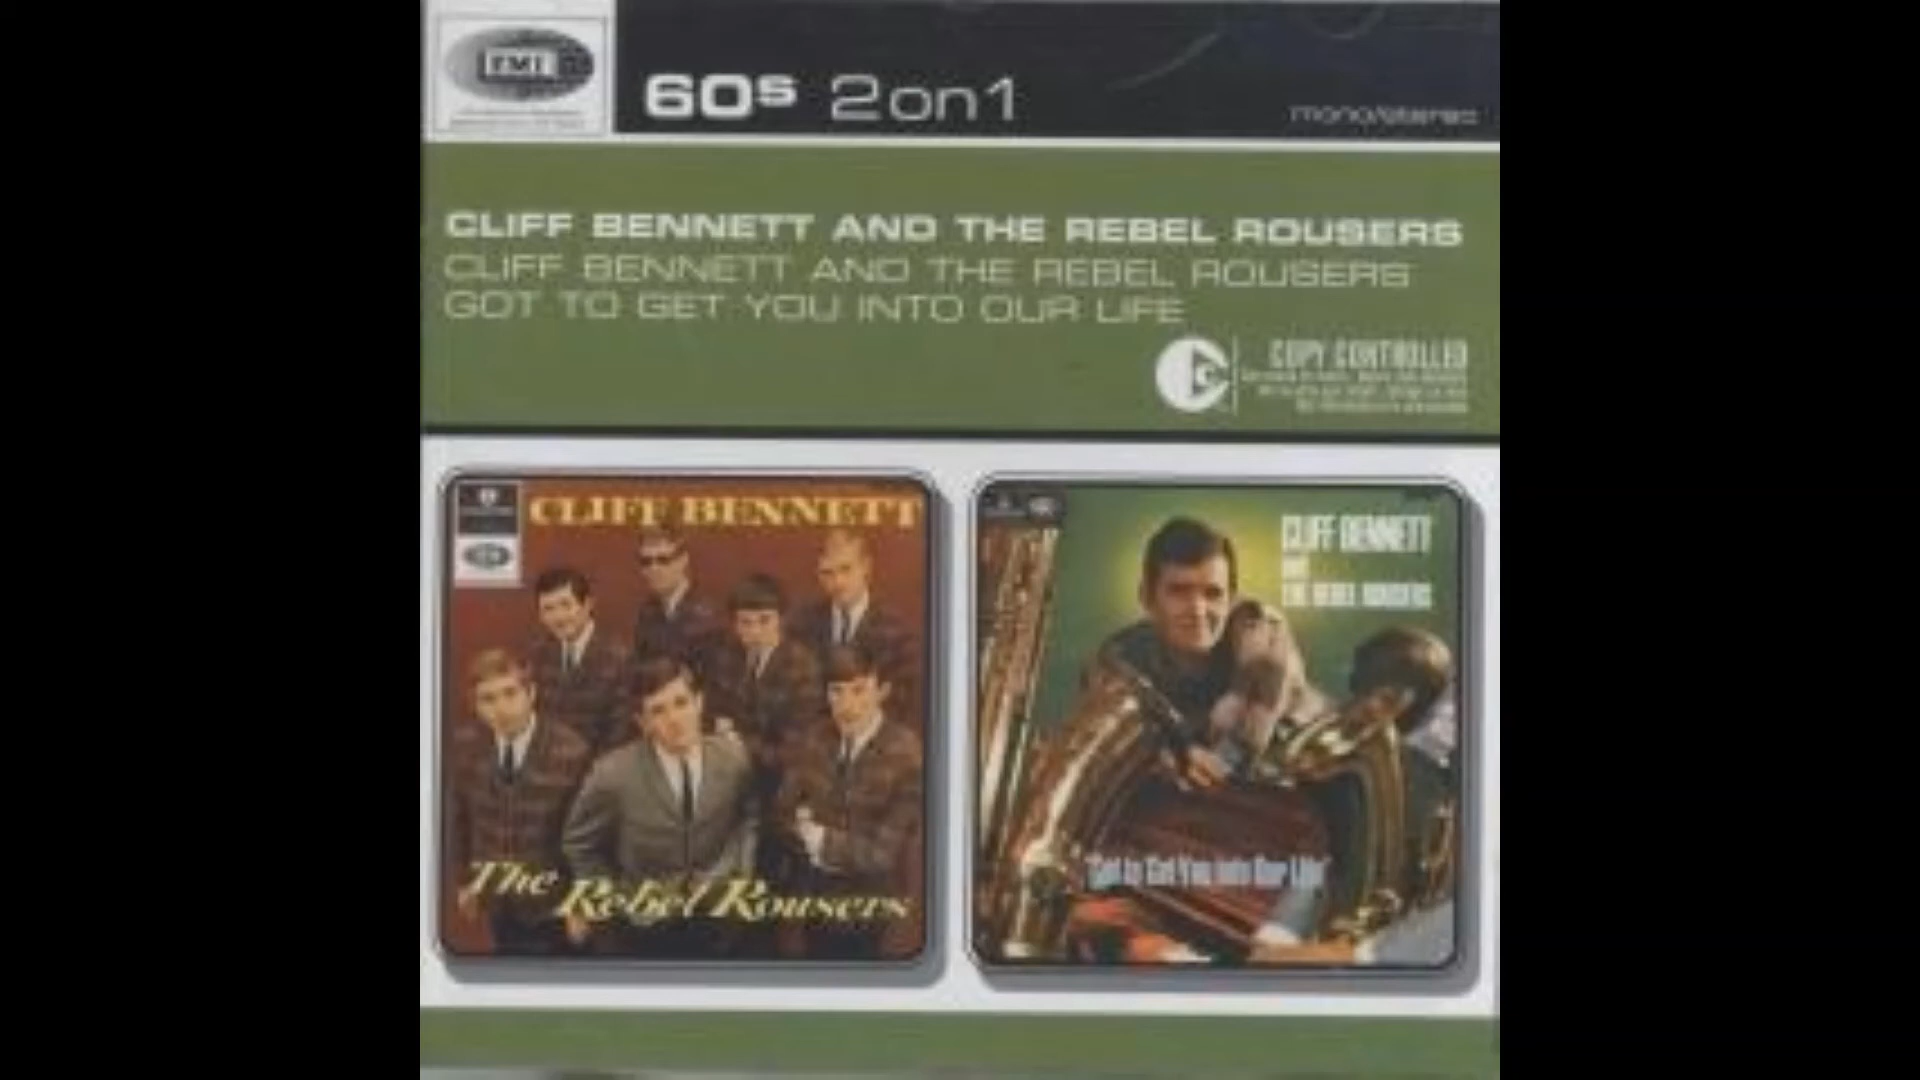 EMI
60s 2on1
mono/stereo
CLIFF BENNETT AND THE REBEL ROUSERS
CLIFF BENNETT AND THE REBEL ROUSERS
GOT TO GET YOU INTO OUR LIFE
COPY CONTROLLED
CLIFF BENNETT
The Rebel Rousers
CLIFF BENNETT
and
THE REBEL ROUSERS
"Got to Get You into Our Life"